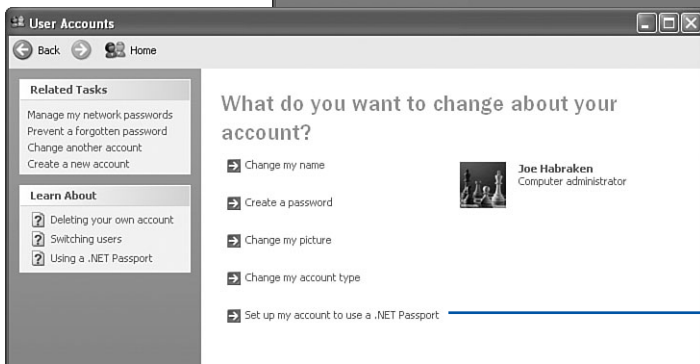 User Accounts
Back
Home
Related Tasks
Manage my network passwords
Prevent a forgotten password
Change another account
Create a new account
Learn About
Deleting your own account
Switching users
Using a .NET Passport
What do you want to change about your
account?
Change my name
Create a password
Change my picture
Change my account type
Set up my account to use a .NET Passport
Joe Habraken
Computer administrator